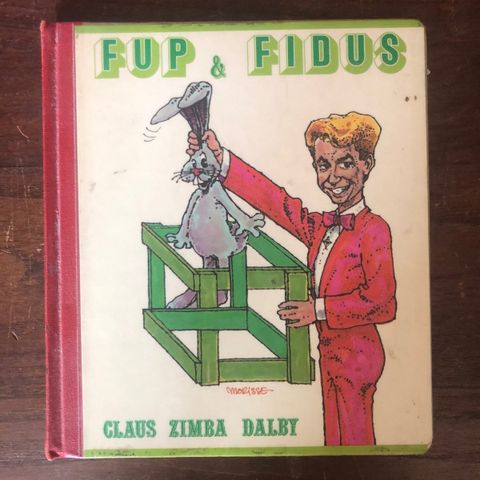 FUP & FIDUS
MORISSE
CLAUS ZIMBA DALBY